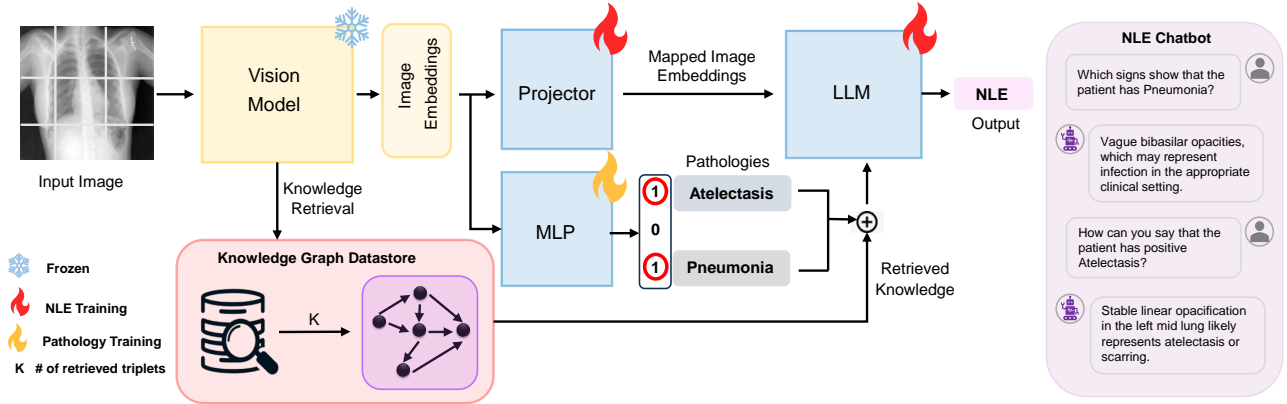 Input Image
Vision
Model
Image
Embeddings
Knowledge
Retrieval
Projector
Mapped Image
Embeddings
LLM
NLE
Output
MLP
Pathologies
1
Atelectasis
0
1
Pneumonia
Retrieved
Knowledge
Knowledge Graph Datastore
K
Frozen
NLE Training
Pathology Training
K # of retrieved triplets
NLE Chatbot
Which signs show that the
patient has Pneumonia?
Vague bibasilar opacities,
which may represent
infection in the appropriate
clinical setting.
How can you say that the
patient has positive
Atelectasis?
Stable linear opacification
in the left mid lung likely
represents atelectasis or
scarring.